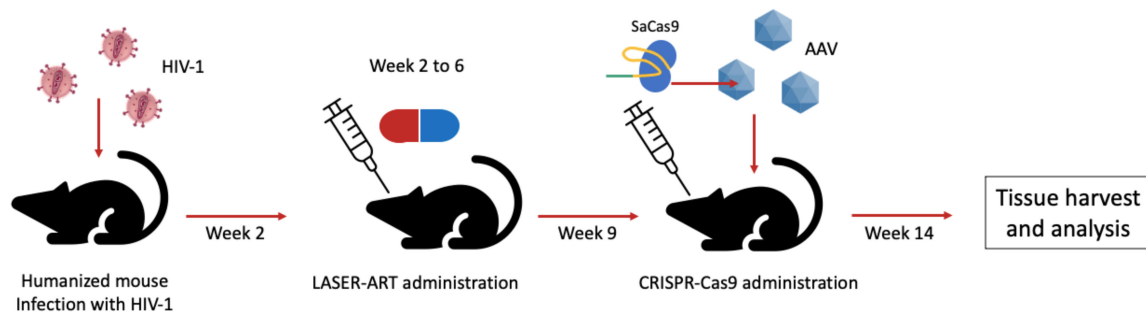 SaCas9
AAV
HIV-1
Week 2 to 6
Week 2
Week 9
Week 14
Tissue harvest
and analysis
Humanized mouse
Infection with HIV-1
LASER-ART administration
CRISPR-Cas9 administration